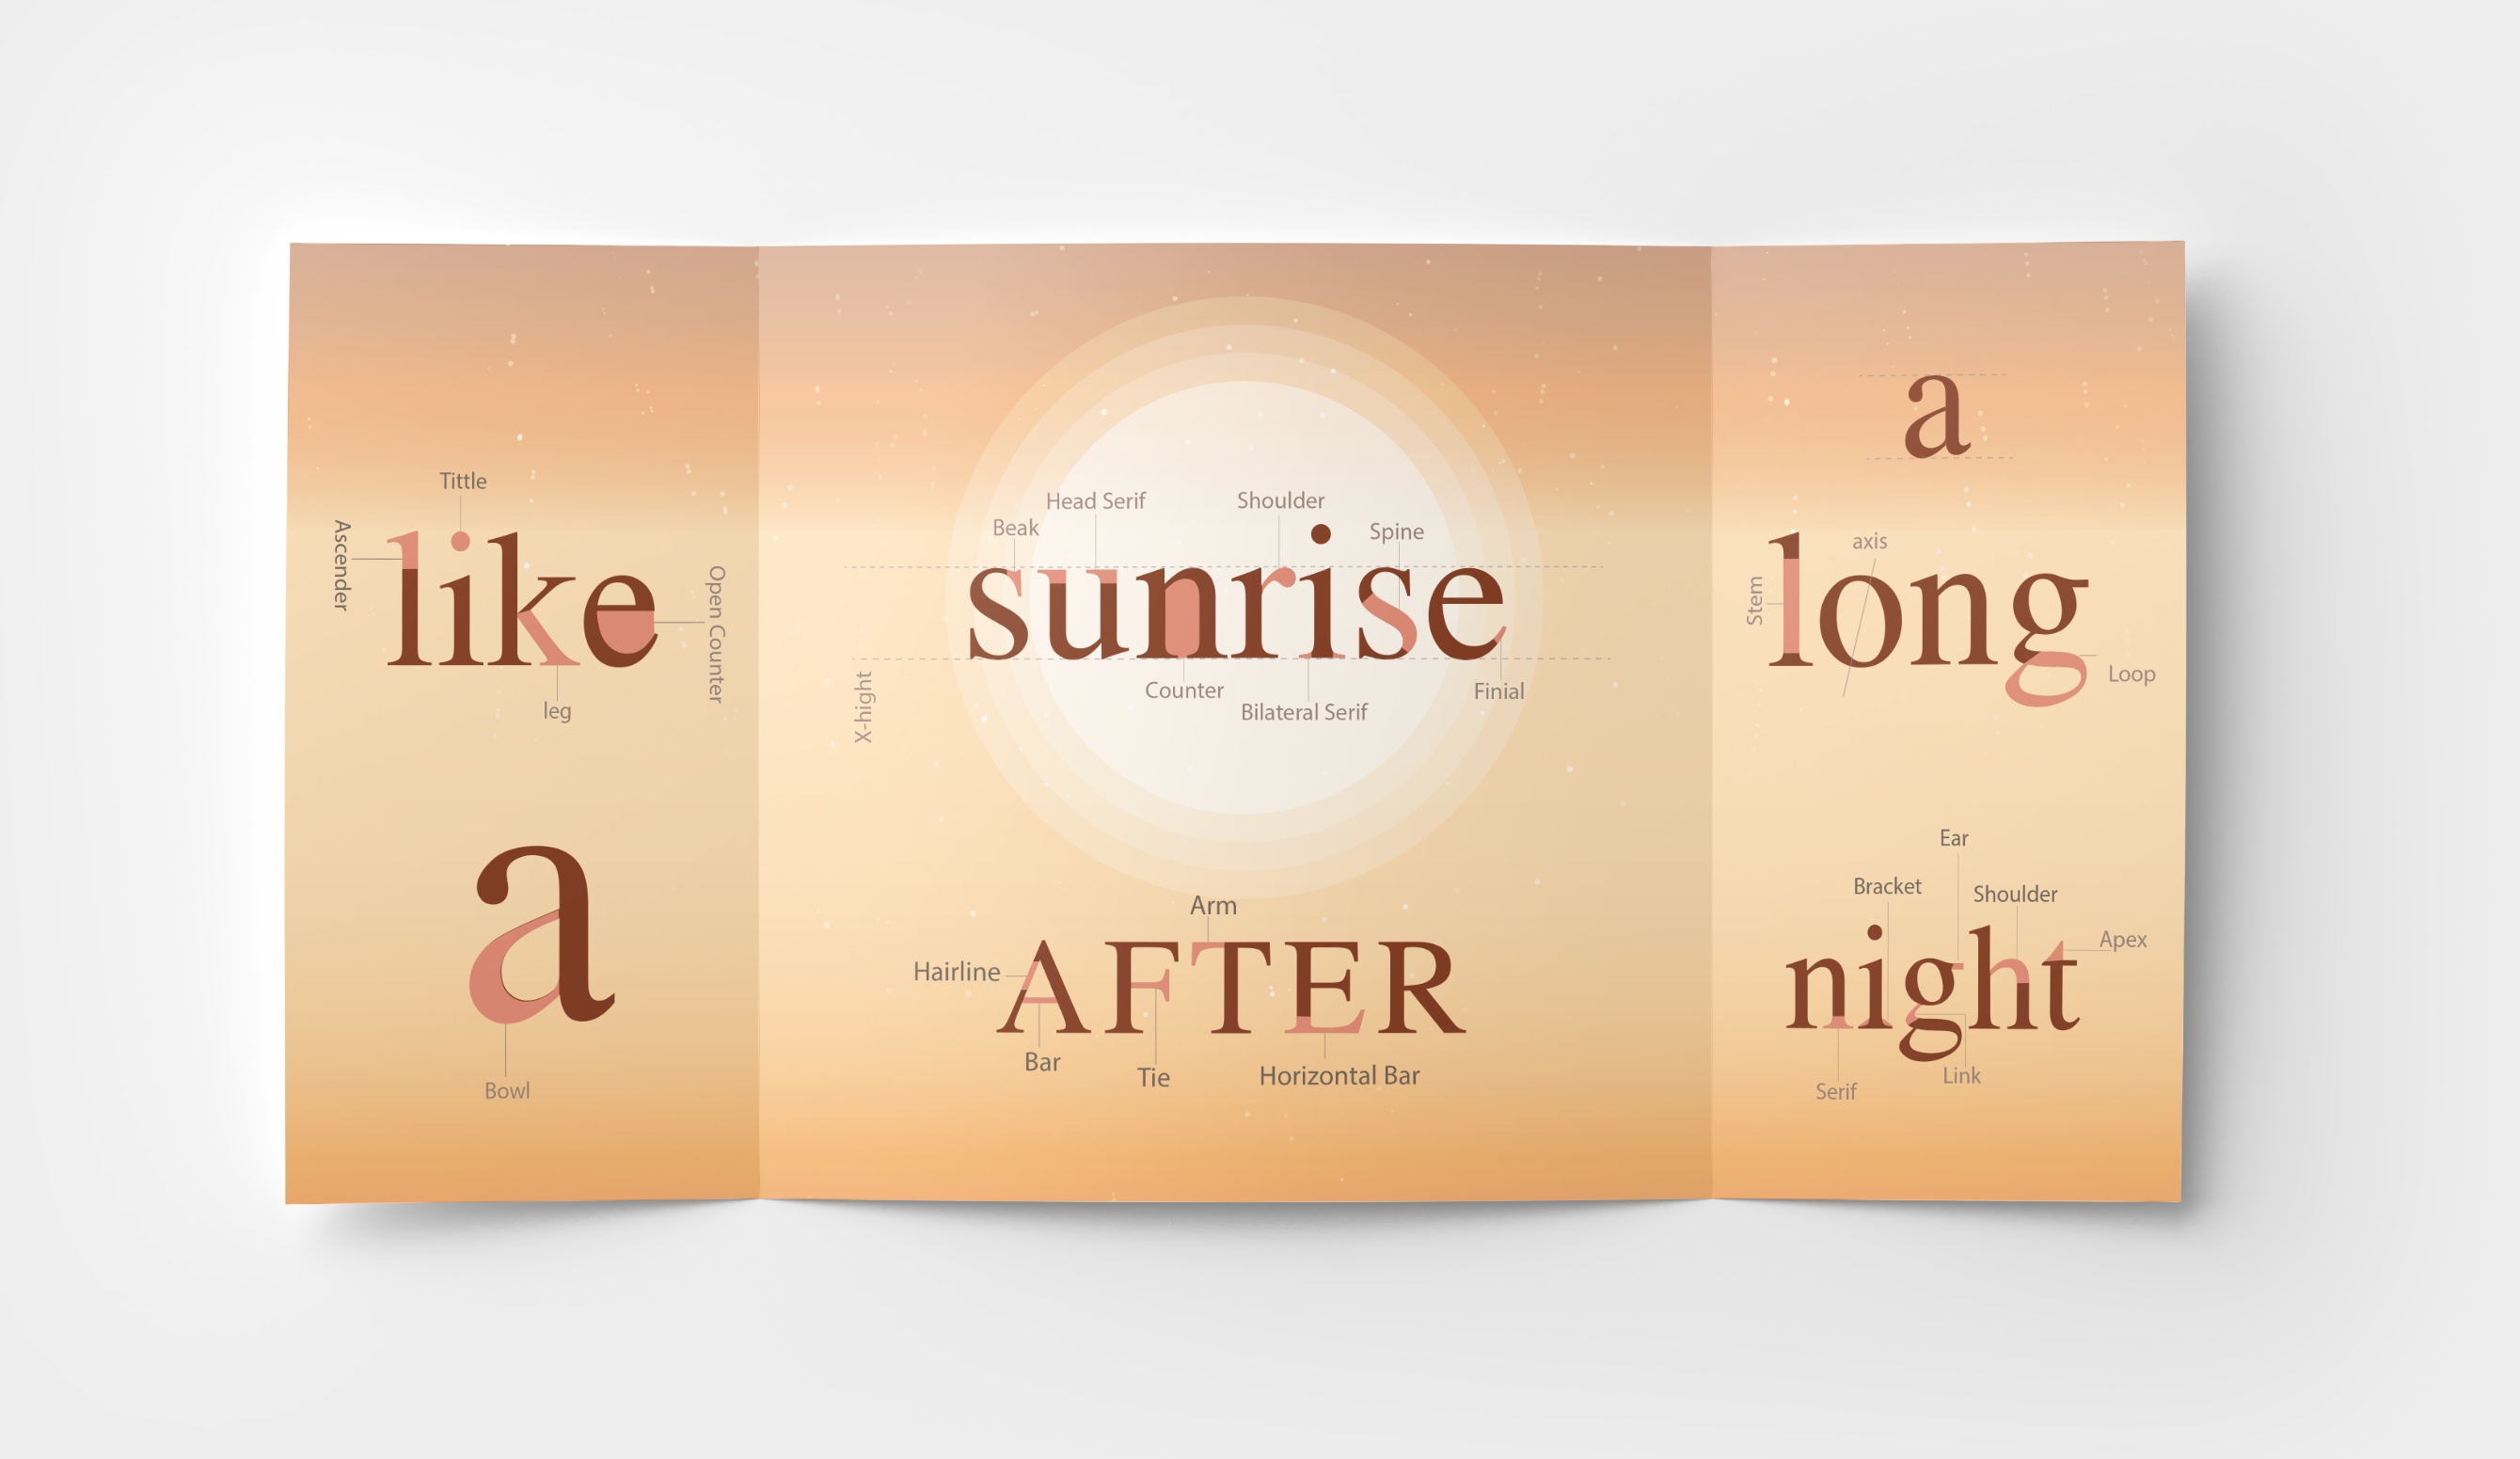 Tittle
Ascender
like
Open Counter
leg
a
Bowl
Head Serif
Shoulder
Beak
Spine
sunrise
X-hight
Counter
Bilateral Serif
Finial
Arm
Hairline
AFTER
Bar
Tie
Horizontal Bar
a
axis
Stem
long
Loop
Ear
Bracket
Shoulder
Apex
night
Serif
Link